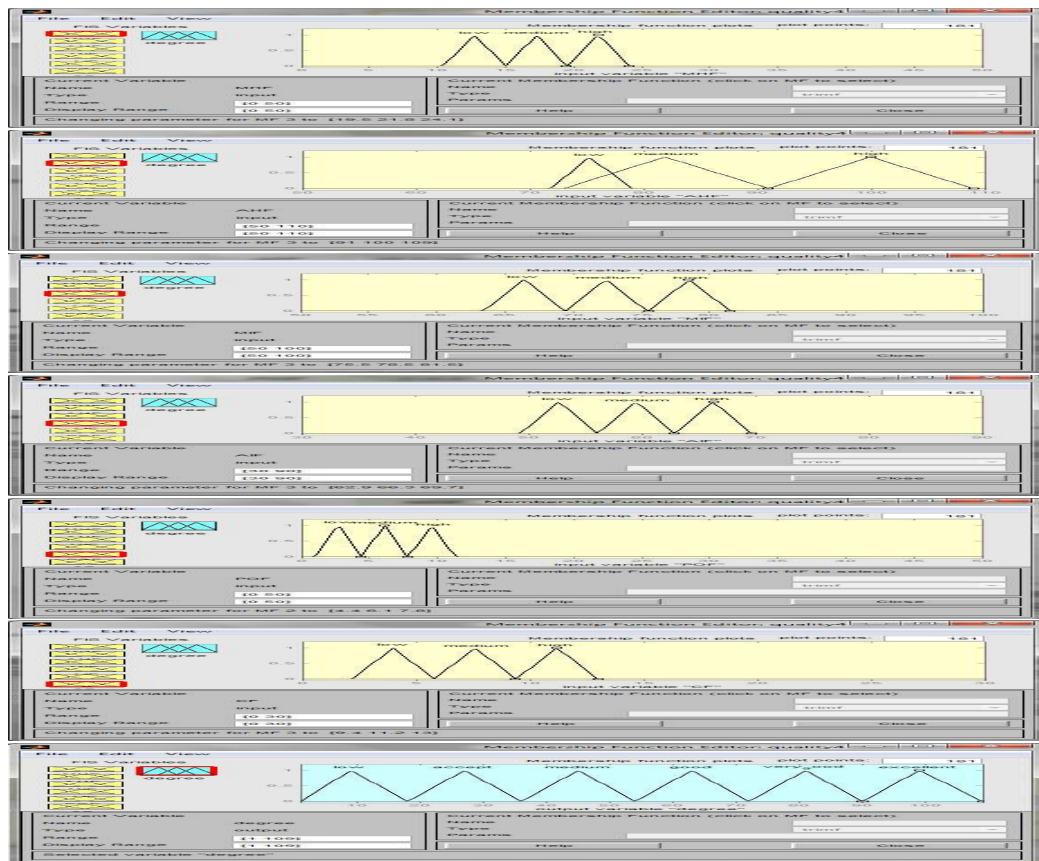 Membership Function Editor: quality4
File Edit View
Membership function plots plot points: 181
degree
low medium high
input variable "MHF"
Current Variable
Current Membership Function (click on MF to select)
Name MHF
Name
Type input
Type trimf
Range [0 50]
Params
Display Range [0 50]
Help Close
Changing parameter for MF 3 to [19.5 21.8 24.1]
Membership Function Editor: quality4
File Edit View
FIS Variables
Membership function plots plot points: 181
degree
low medium high
input variable "AHF"
Current Variable
Current Membership Function (click on MF to select)
Name AHF
Name
Type input
Type trimf
Range [50 110]
Params
Display Range [50 110]
Help Close
Changing parameter for MF 3 to [91 100 109]
File Edit View
FIS Variables
Membership function plots plot points: 181
degree
low medium high
input variable "MIF"
Current Variable
Current Membership Function (click on MF to select)
Name MIF
Name
Type input
Type trimf
Range [50 100]
Params
Display Range [50 100]
Help Close
Changing parameter for MF 3 to [75.5 78.5 81.5]
Membership Function Editor: quality4
File Edit View
FIS Variables
Membership function plots plot points: 181
degree
low medium high
input variable "AIF"
Current Variable
Current Membership Function (click on MF to select)
Name AIF
Name
Type input
Type trimf
Range [30 90]
Params
Display Range [30 90]
Help Close
Changing parameter for MF 3 to [62.9 66.3 69.7]
Membership Function Editor: quality4
File Edit View
FIS Variables
Membership function plots plot points: 181
degree
low medium high
input variable "POF"
Current Variable
Current Membership Function (click on MF to select)
Name POF
Name
Type input
Type trimf
Range [0 50]
Params
Display Range [0 50]
Help Close
Changing parameter for MF 2 to [4.4 6.1 7.8]
Membership Function Editor: quality4
File Edit View
FIS Variables
Membership function plots plot points: 181
degree
low medium high
input variable "CF"
Current Variable
Current Membership Function (click on MF to select)
Name CF
Name
Type input
Type trimf
Range [0 30]
Params
Display Range [0 30]
Help Close
Changing parameter for MF 3 to [9.4 11.2 13]
Membership Function Editor: quality4
File Edit View
FIS Variables
Membership function plots plot points: 181
degree
low accept medium good very good excellent
output variable "degree"
Current Variable
Current Membership Function (click on MF to select)
Name degree
Name
Type output
Type trimf
Range [1 100]
Params
Display Range [1 100]
Help Close
Selected variable "degree"